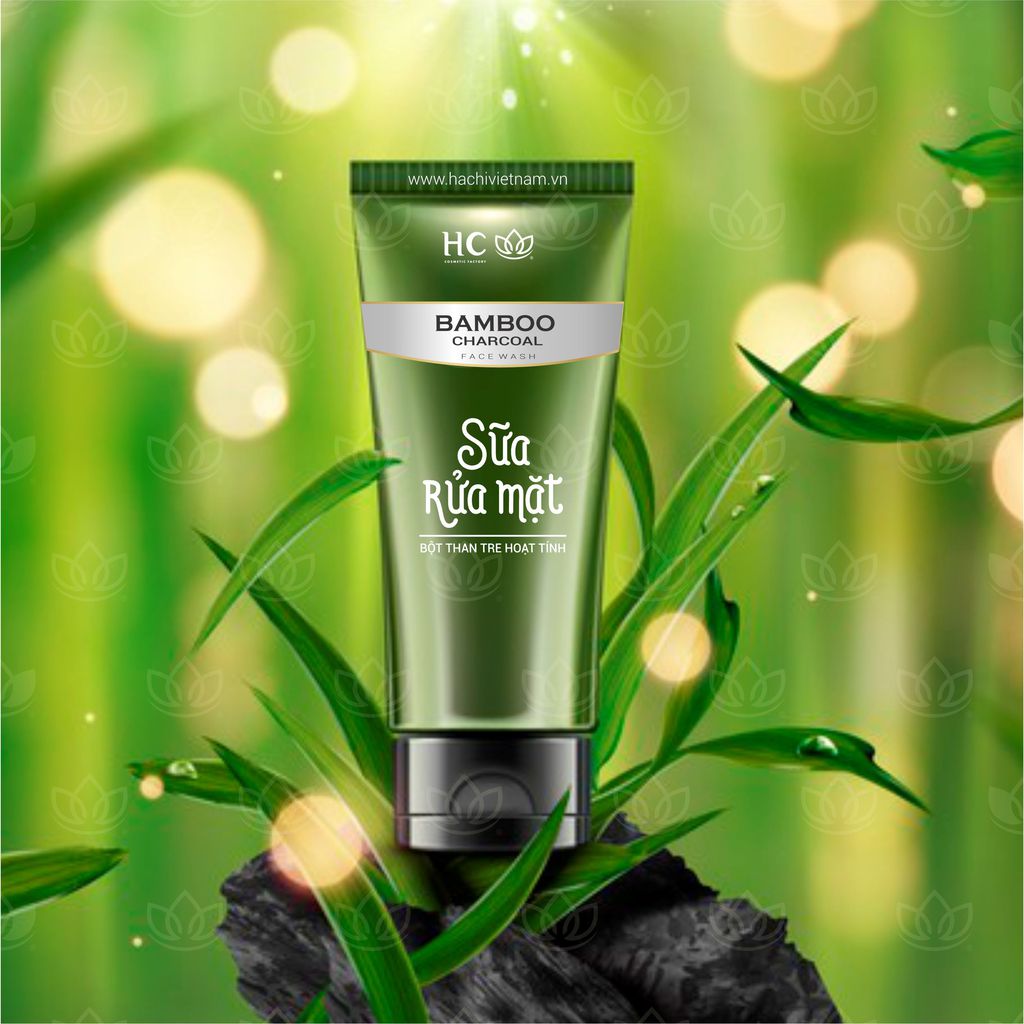 www.hachivietnam.vn
HC
COSMETIC FACTORY
BAMBOO
CHARCOAL
FACE WASH
Sữa
Rửa mặt
BỘT THAN TRE HOẠT TÍNH